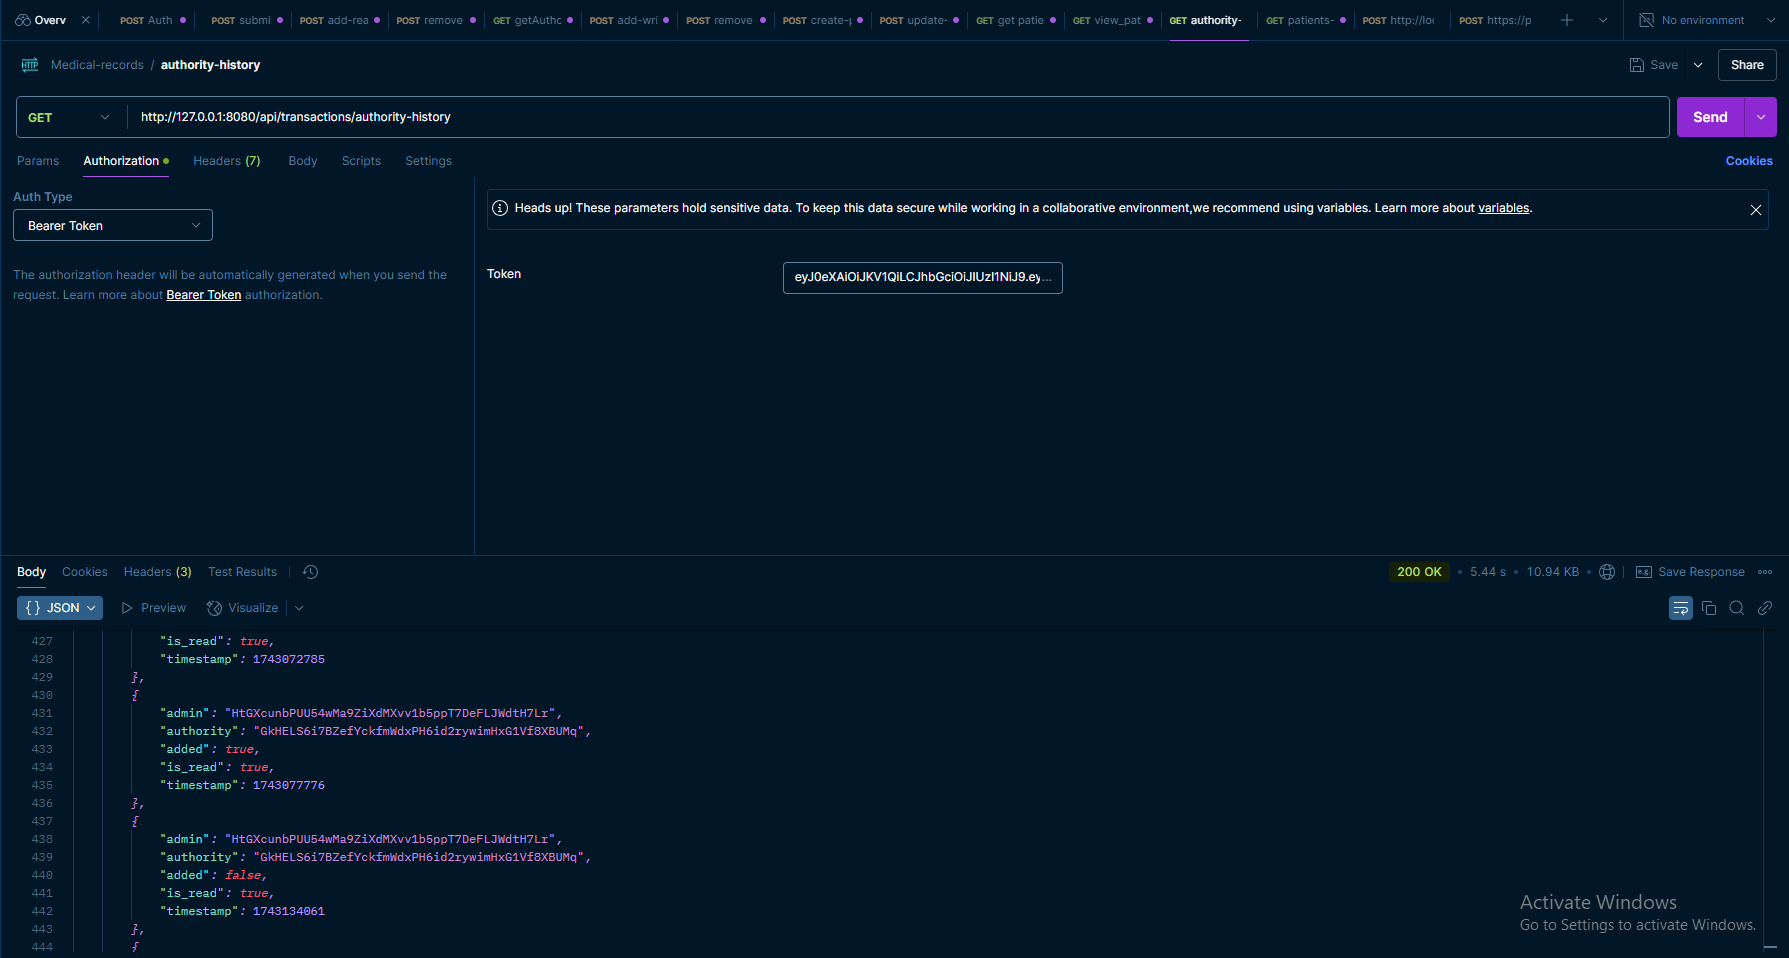 Overv
POST Auth
POST submi
POST add-rea
POST remove
GET getAuthc
POST add-wri
POST remove
POST create-p
POST update-
GET get patie
GET view_pat
GET authority-
GET patients-
POST http://loc
POST https://p
No environment
Medical-records / authority-history
Save
Share
GET
http://127.0.0.1:8080/api/transactions/authority-history
Send
Params Authorization Headers (7) Body Scripts Settings
Cookies
Auth Type
Bearer Token
The authorization header will be automatically generated when you send the
request. Learn more about Bearer Token authorization.
Heads up! These parameters hold sensitive data. To keep this data secure while working in a collaborative environment,we recommend using variables. Learn more about variables.
Token
eyJ0eXAiOiJKV1QiLCJhbGciOiJIUzI1NiJ9.ey...
Body Cookies Headers (3) Test Results
200 OK • 5.44 s • 10.94 KB
Save Response
{} JSON Preview Visualize
427 "is_read": true,
428 "timestamp": 1743072785
429 },
430 {
431 "admin": "HtGXcunbPUU54wMa9ZiXdMXvv1b5ppT7DeFLJWdtH7Lr",
432 "authority": "GkHELS6i7BZefYckfmWdxPH6id2rywimHxG1Vf8XBUMq",
433 "added": true,
434 "is_read": true,
435 "timestamp": 1743077776
436 },
437 {
438 "admin": "HtGXcunbPUU54wMa9ZiXdMXvv1b5ppT7DeFLJWdtH7Lr",
439 "authority": "GkHELS6i7BZefYckfmWdxPH6id2rywimHxG1Vf8XBUMq",
440 "added": false,
441 "is_read": true,
442 "timestamp": 1743134061
443 },
444 {
Activate Windows
Go to Settings to activate Windows.